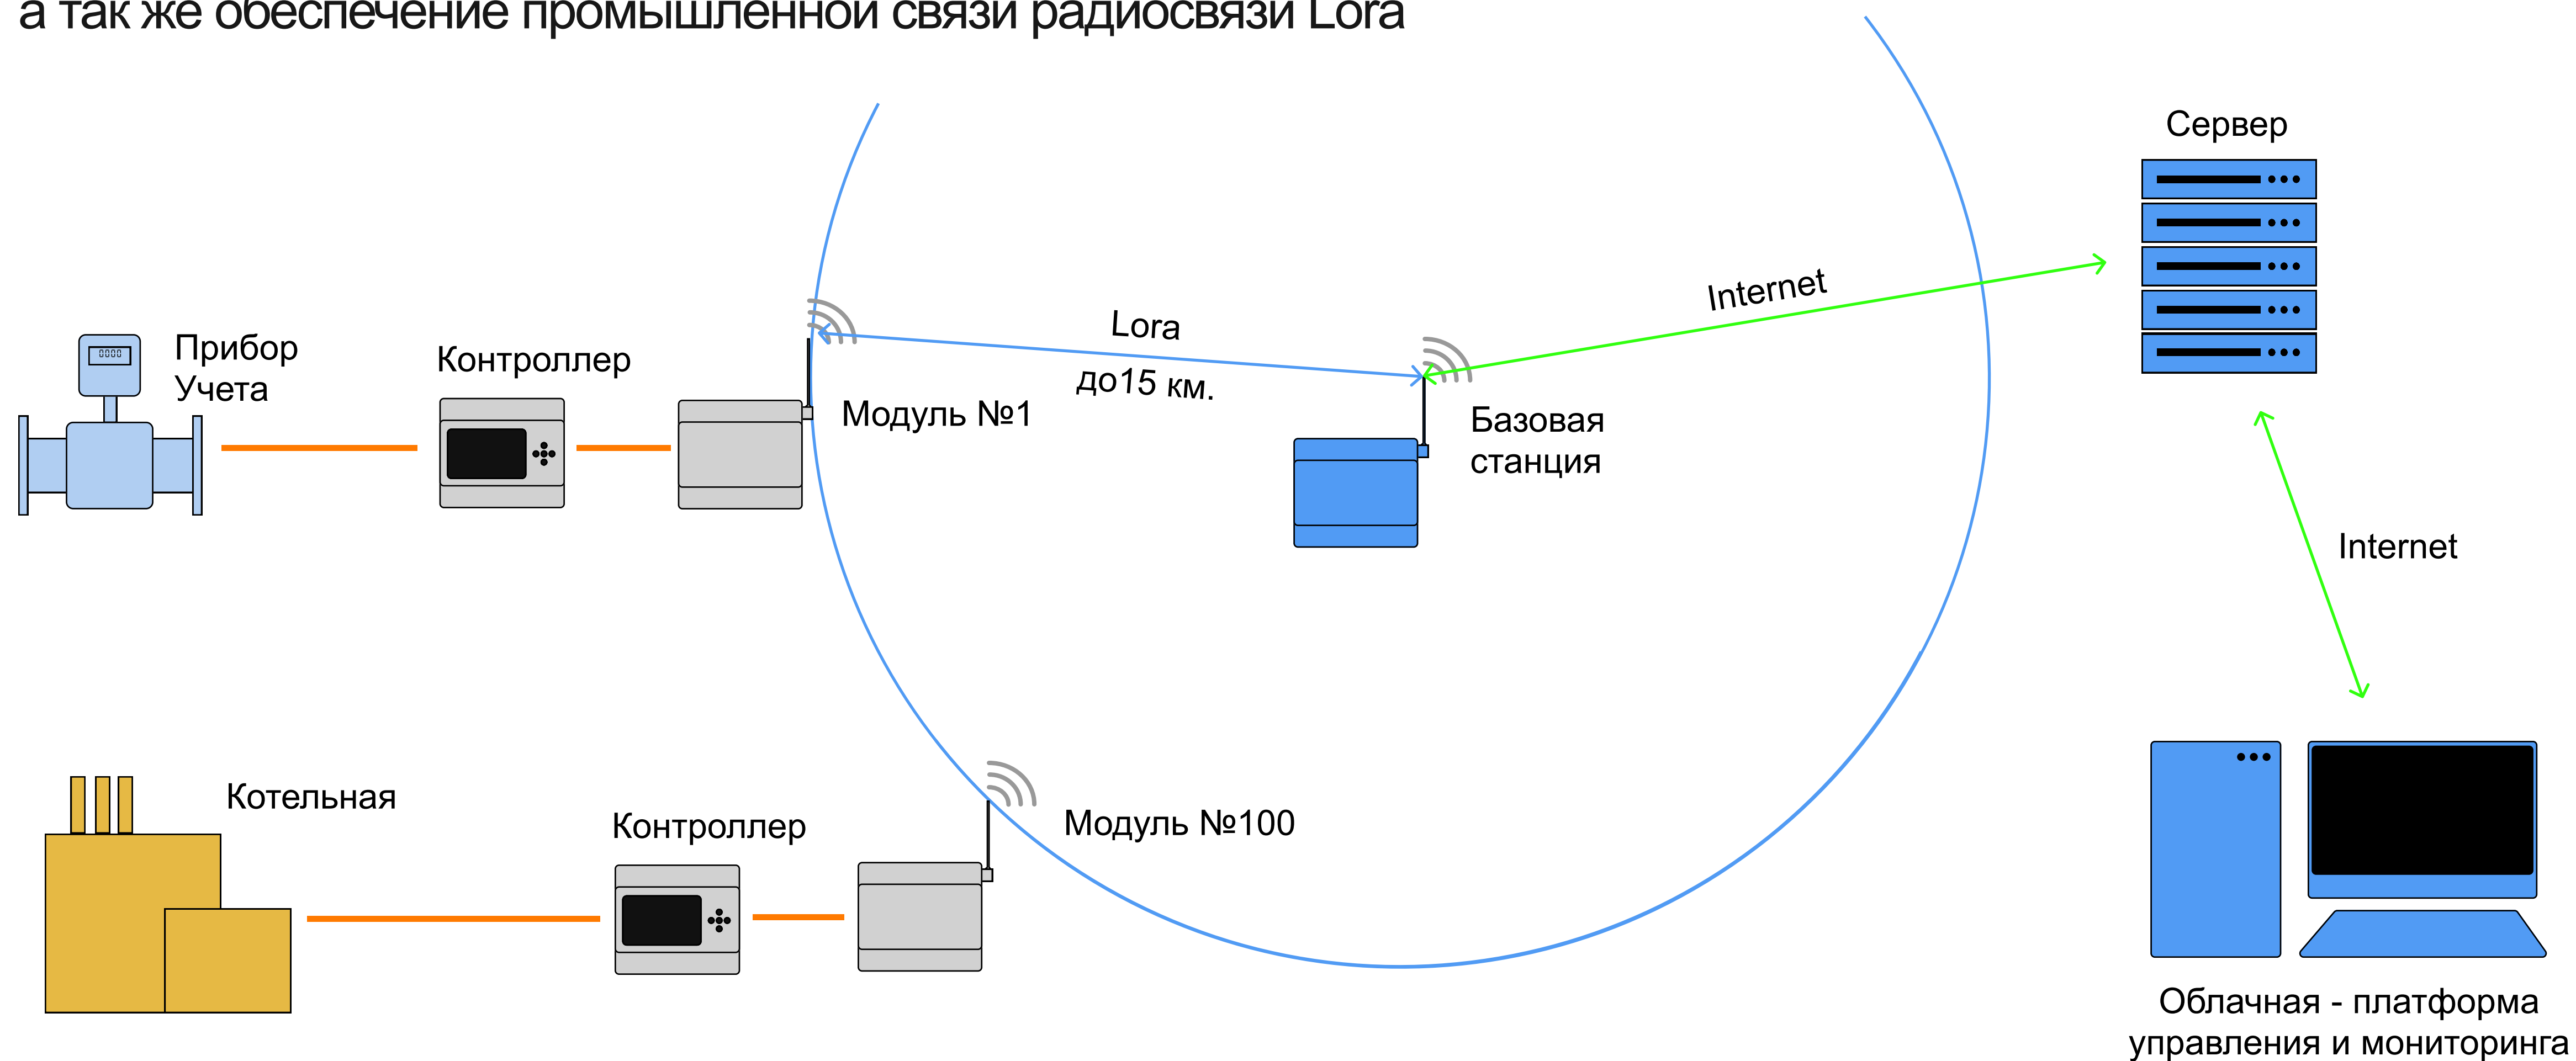 а так же обеспечение промышленной связи радиосвязи Lora
Сервер
Internet
Lora
до15 км.
Прибор
Учета
0000
Контроллер
Модуль №1
Базовая
станция
Internet
Котельная
Контроллер
Модуль №100
Облачная - платформа
управления и мониторинга